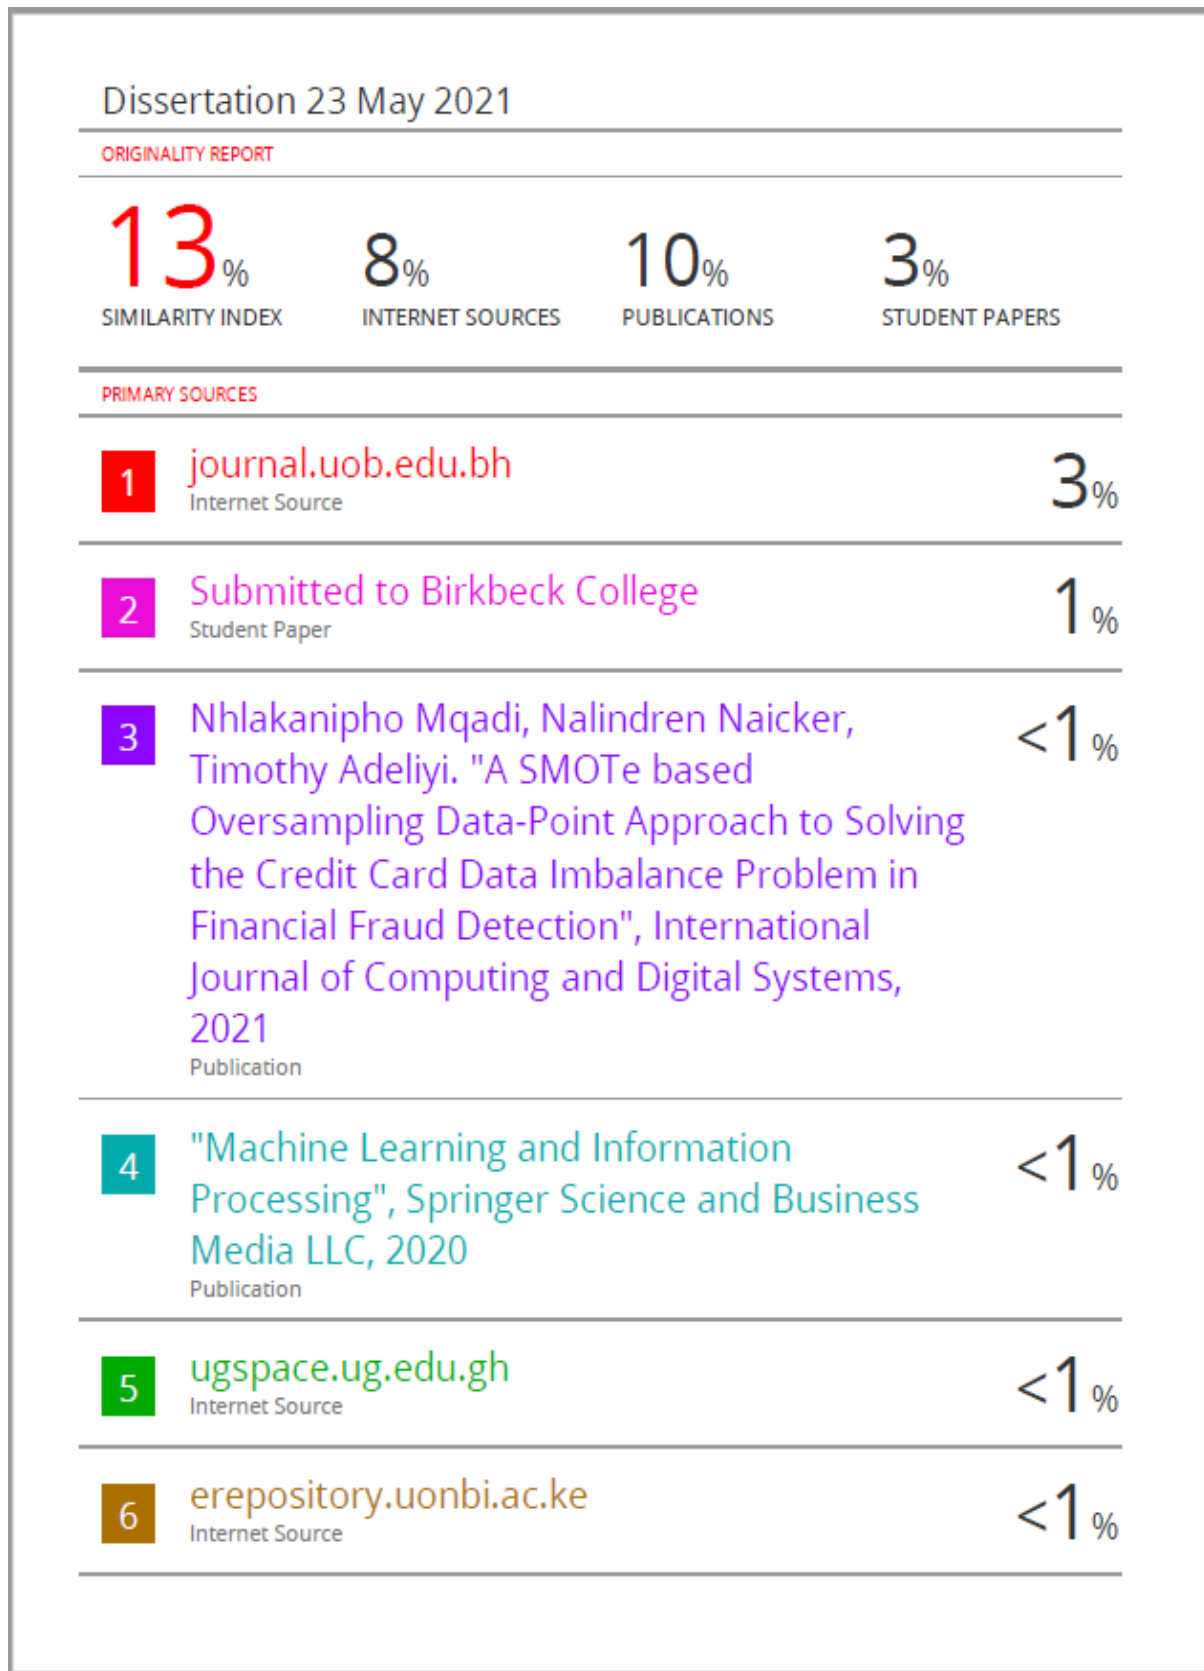 Dissertation 23 May 2021
ORIGINALITY REPORT
13% 8% 10% 3%
SIMILARITY INDEX INTERNET SOURCES PUBLICATIONS STUDENT PAPERS
PRIMARY SOURCES
1 journal.uob.edu.bh 3%
Internet Source
2 Submitted to Birkbeck College 1%
Student Paper
3 Nhlakanipho Mqadi, Nalindren Naicker, <1%
Timothy Adeliyi. "A SMOTe based
Oversampling Data-Point Approach to Solving
the Credit Card Data Imbalance Problem in
Financial Fraud Detection", International
Journal of Computing and Digital Systems,
2021
Publication
4 "Machine Learning and Information <1%
Processing", Springer Science and Business
Media LLC, 2020
Publication
5 ugspace.ug.edu.gh <1%
Internet Source
6 erepository.uonbi.ac.ke <1%
Internet Source